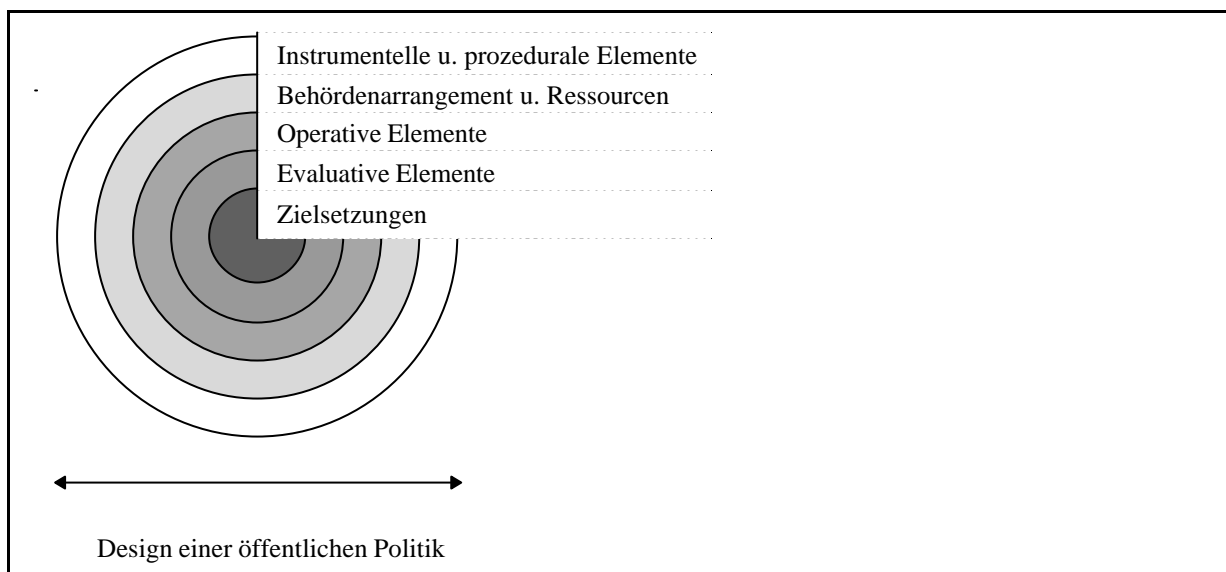 Instrumentelle u. prozedurale Elemente
Behördenarrangement u. Ressourcen
Operative Elemente
Evaluative Elemente
Zielsetzungen
Design einer öffentlichen Politik